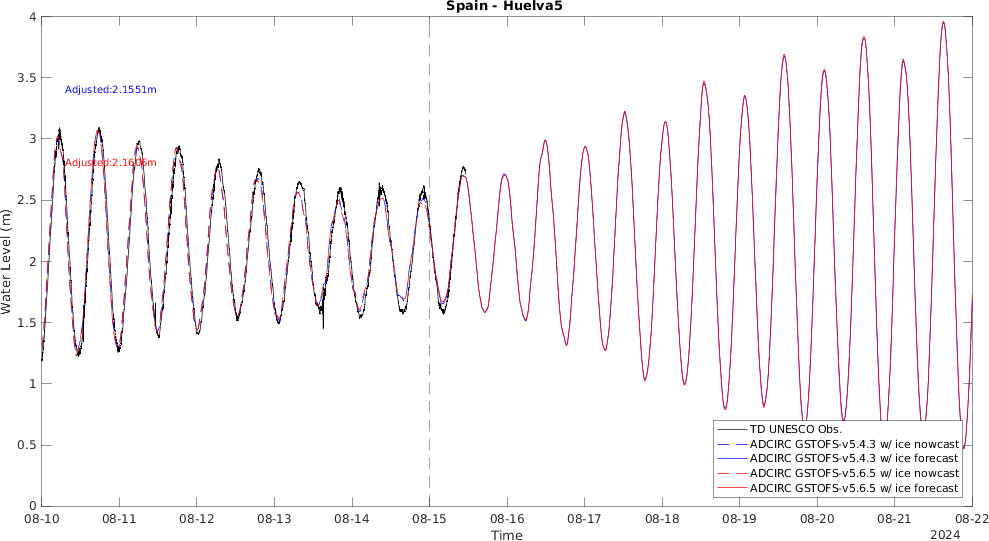 Spain - Huelva5
4
3.5
3
2.5
2
1.5
1
0.5
0
Water Level (m)
Adjusted:2.1551m
Adjusted:2.1606m
TD UNESCO Obs.
ADCIRC GSTOFS-v5.4.3 w/ ice nowcast
ADCIRC GSTOFS-v5.4.3 w/ ice forecast
ADCIRC GSTOFS-v5.6.5 w/ ice nowcast
ADCIRC GSTOFS-v5.6.5 w/ ice forecast
08-10 08-11 08-12 08-13 08-14 08-15 08-16 08-17 08-18 08-19 08-20 08-21 08-22
Time
2024